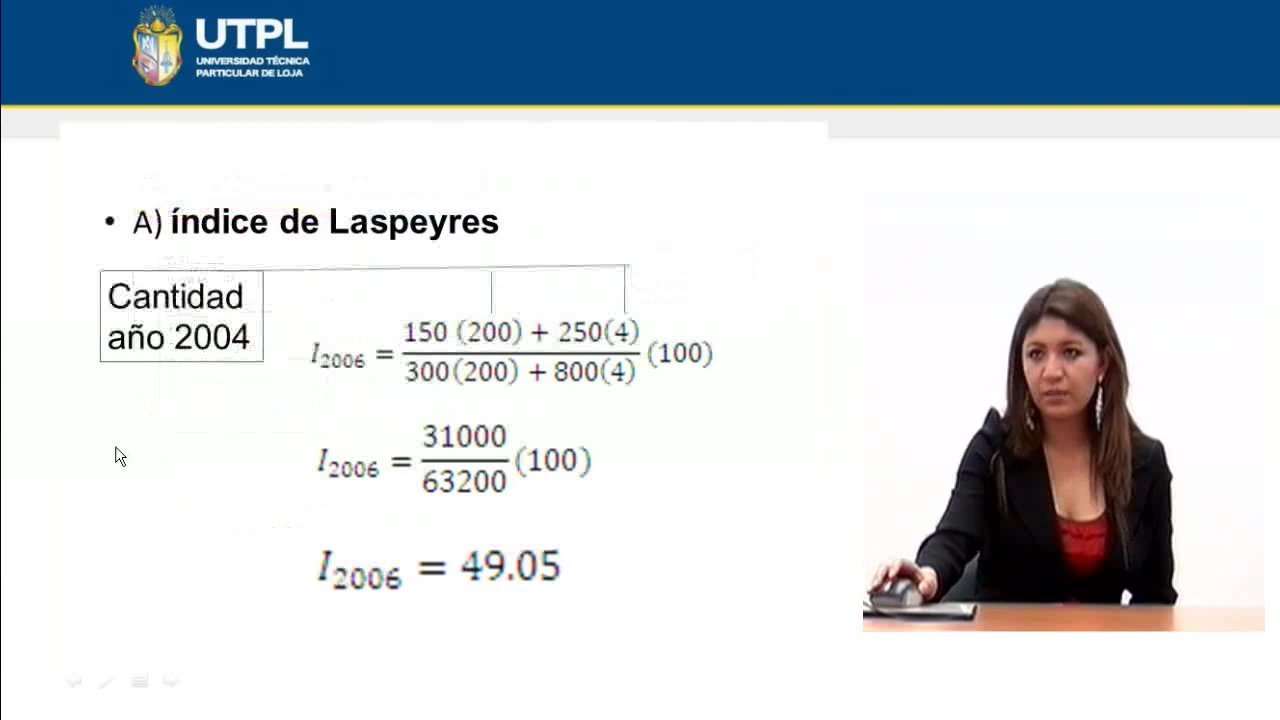 UTPL
UNIVERSIDAD TÉCNICA
PARTICULAR DE LOJA
• A) índice de Laspeyres
Cantidad
año 2004
I₂₀₀₆ = (150 (200) + 250(4)) / (300(200) + 800(4)) (100)
I₂₀₀₆ = 31000 / 63200 (100)
I₂₀₀₆ = 49.05